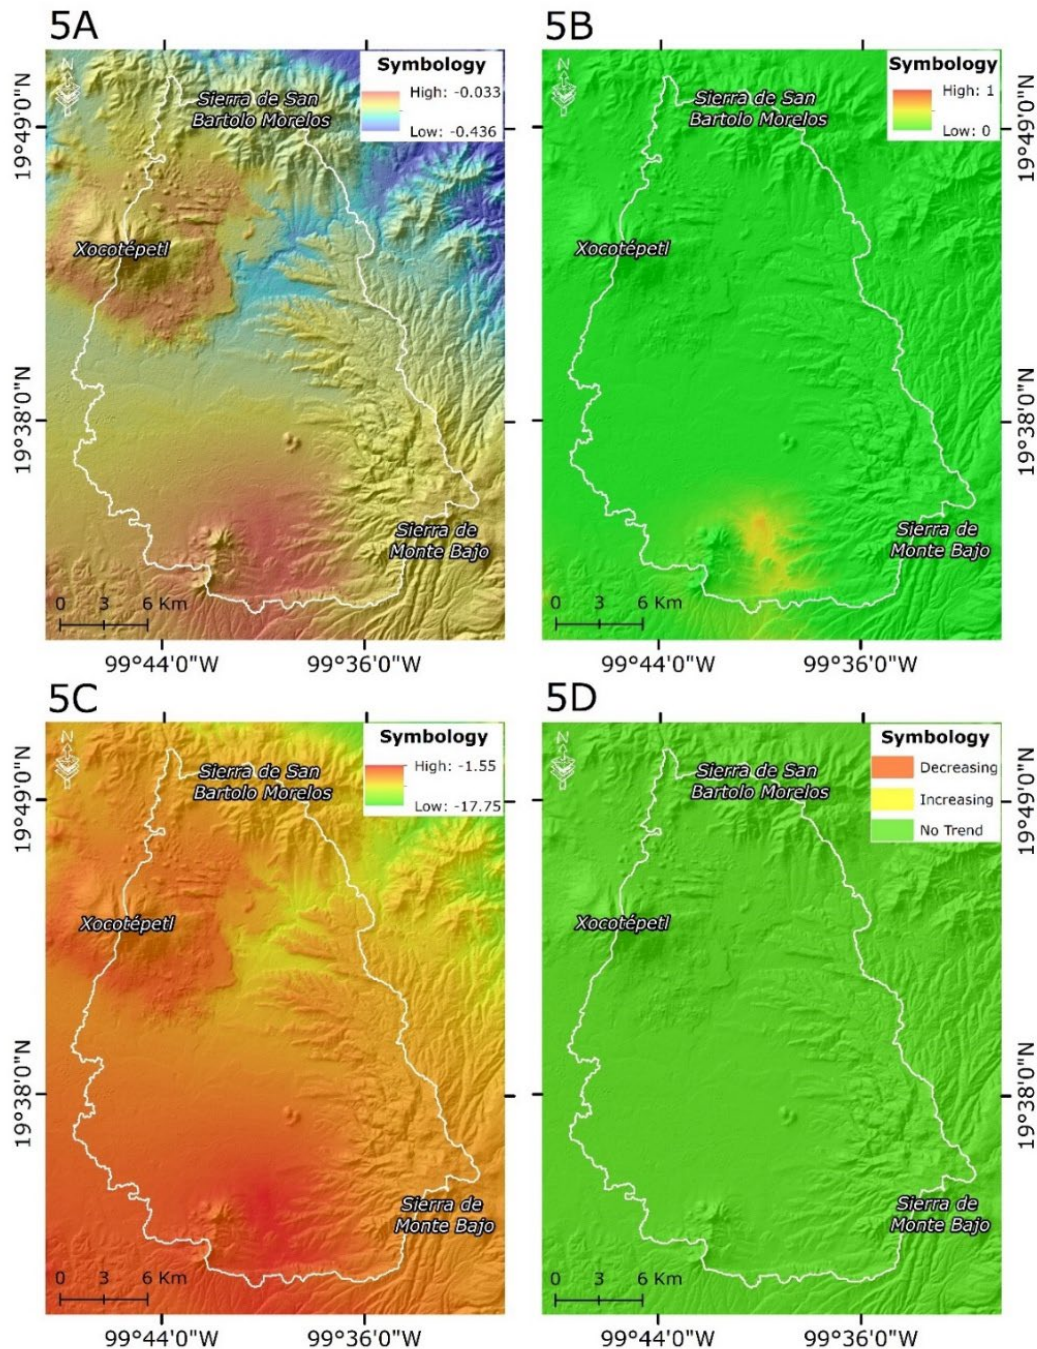 5A
Symbology
High: -0.033
Low: -0.436
N
Sierra de San
Bartolo Morelos
Xocotépetl
Sierra de
Monte Bajo
0 3 6 Km
19°49'0"N
19°38'0"N
99°44'0"W 99°36'0"W
5B
Symbology
High: 1
Low: 0
N
Sierra de San
Bartolo Morelos
Xocotépetl
Sierra de
Monte Bajo
0 3 6 Km
19°49'0"N
19°38'0"N
99°44'0"W 99°36'0"W
5C
Symbology
High: -1.55
Low: -17.75
N
Sierra de San
Bartolo Morelos
Xocotépetl
Sierra de
Monte Bajo
0 3 6 Km
19°49'0"N
19°38'0"N
99°44'0"W 99°36'0"W
5D
Symbology
Decreasing
Increasing
No Trend
N
Sierra de San
Bartolo Morelos
Xocotépetl
Sierra de
Monte Bajo
0 3 6 Km
19°49'0"N
19°38'0"N
99°44'0"W 99°36'0"W